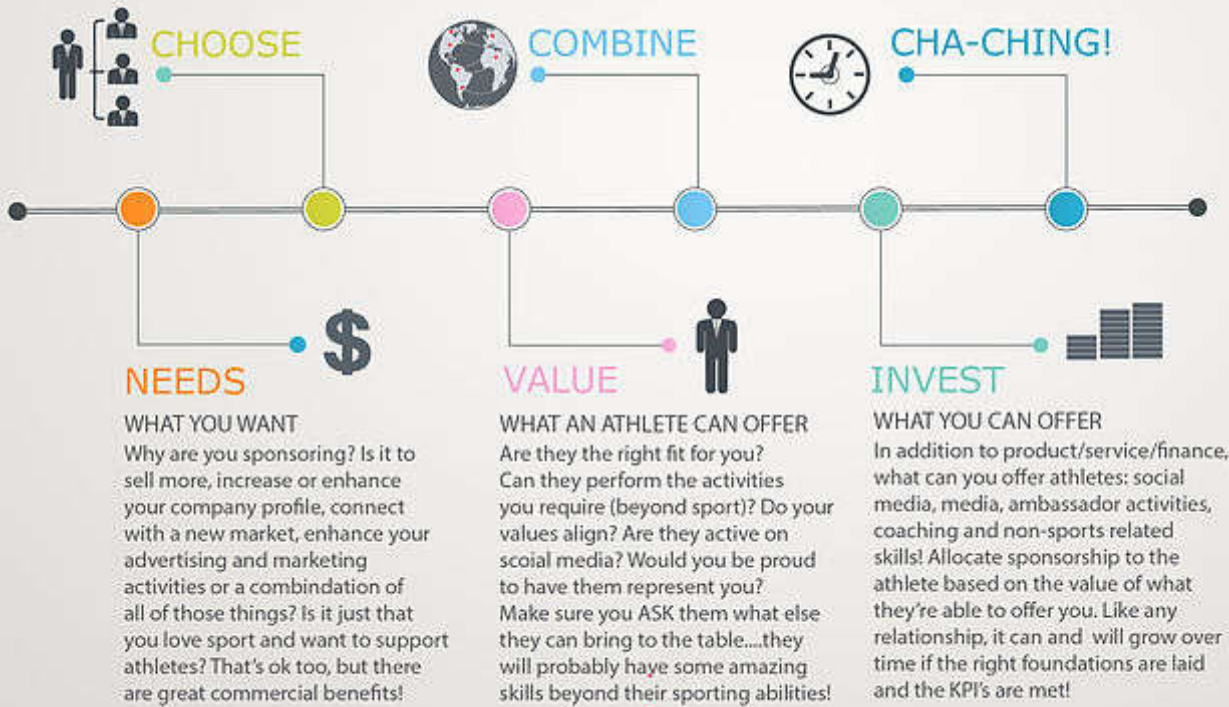 CHOOSE
COMBINE
CHA-CHING!
NEEDS
WHAT YOU WANT
Why are you sponsoring? Is it to
sell more, increase or enhance
your company profile, connect
with a new market, enhance your
advertising and marketing
activities or a combindation of
all of those things? Is it just that
you love sport and want to support
athletes? That's ok too, but there
are great commercial benefits!
VALUE
WHAT AN ATHLETE CAN OFFER
Are they the right fit for you?
Can they perform the activities
you require (beyond sport)? Do your
values align? Are they active on
scoial media? Would you be proud
to have them represent you?
Make sure you ASK them what else
they can bring to the table....they
will probably have some amazing
skills beyond their sporting abilities!
INVEST
WHAT YOU CAN OFFER
In addition to product/service/finance,
what can you offer athletes: social
media, media, ambassador activities,
coaching and non-sports related
skills! Allocate sponsorship to the
athlete based on the value of what
they're able to offer you. Like any
relationship, it can and will grow over
time if the right foundations are laid
and the KPI's are met!